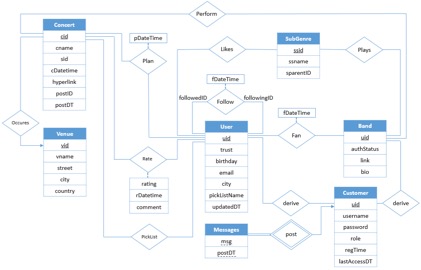 Perform
Concert
cid
cname
sid
cDatetime
hyperlink
postID
postDT
pDateTime
Plan
Likes
SubGenre
ssid
ssname
sparentID
Plays
fDateTime
followedID
Follow
followingID
Occures
Venue
vid
vname
street
city
country
User
uid
trust
birthday
email
city
pickListName
updatedDT
fDateTime
Fan
Band
uid
authStatus
link
bio
Rate
rating
rDatetime
comment
PickList
derive
Customer
uid
username
password
role
regTime
lastAccessDT
derive
Messages
msg
postDT
post